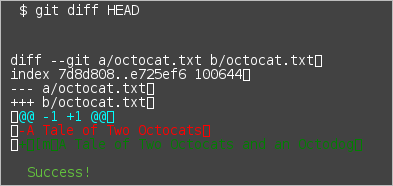 $ git diff HEAD
diff --git a/octocat.txt b/octocat.txt
index 7d8d808..e725ef6 100644
--- a/octocat.txt
+++ b/octocat.txt
@@ -1 +1 @@
-A Tale of Two Octocats
+[m A Tale of Two Octocats and an Octodog
Success!